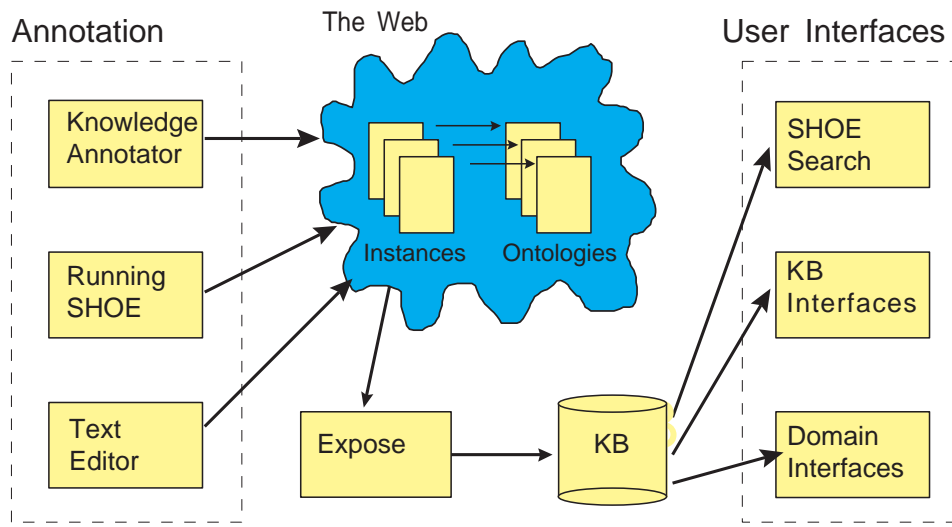 Annotation
The Web
User Interfaces
Knowledge
Annotator
SHOE
Search
Instances
Ontologies
Running
SHOE
KB
Interfaces
Text
Editor
Expose
KB
Domain
Interfaces